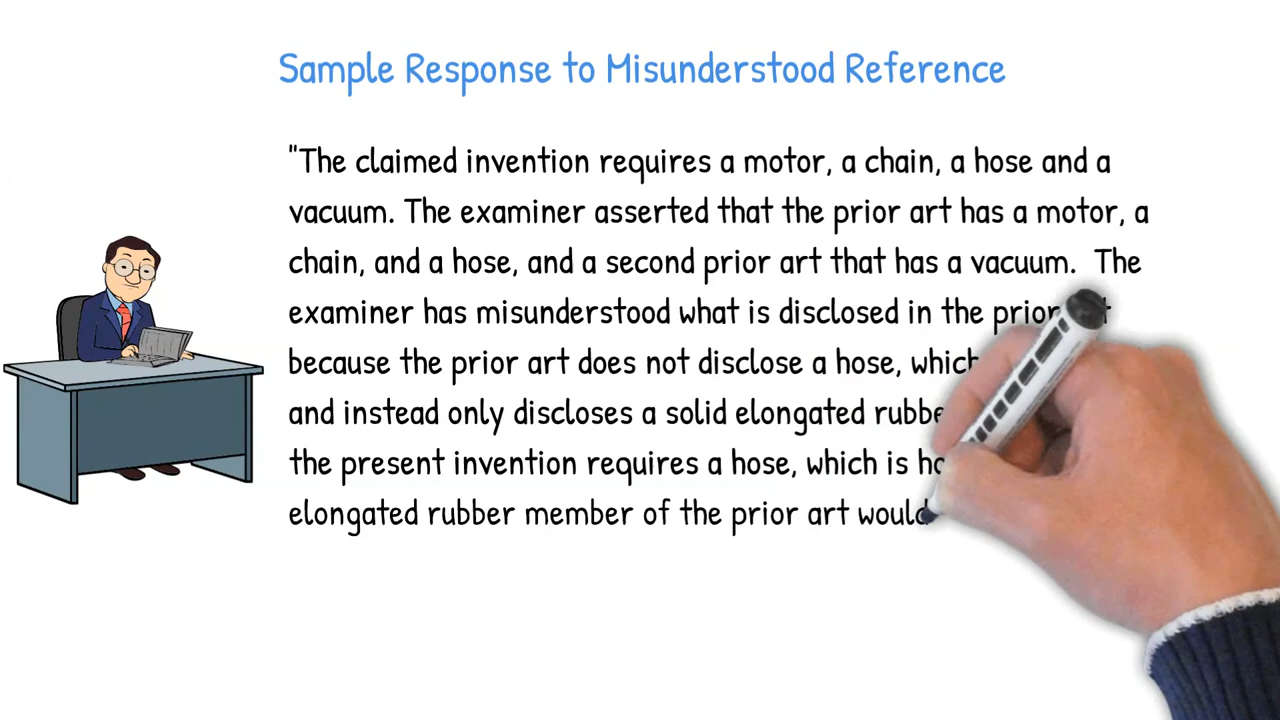 Sample Response to Misunderstood Reference
"The claimed invention requires a motor, a chain, a hose and a
vacuum. The examiner asserted that the prior art has a motor, a
chain, and a hose, and a second prior art that has a vacuum. The
examiner has misunderstood what is disclosed in the prior
because the prior art does not disclose a hose,
and instead only discloses a solid elongated
the present invention requires a hose, which is
elongated rubber member of the prior art would